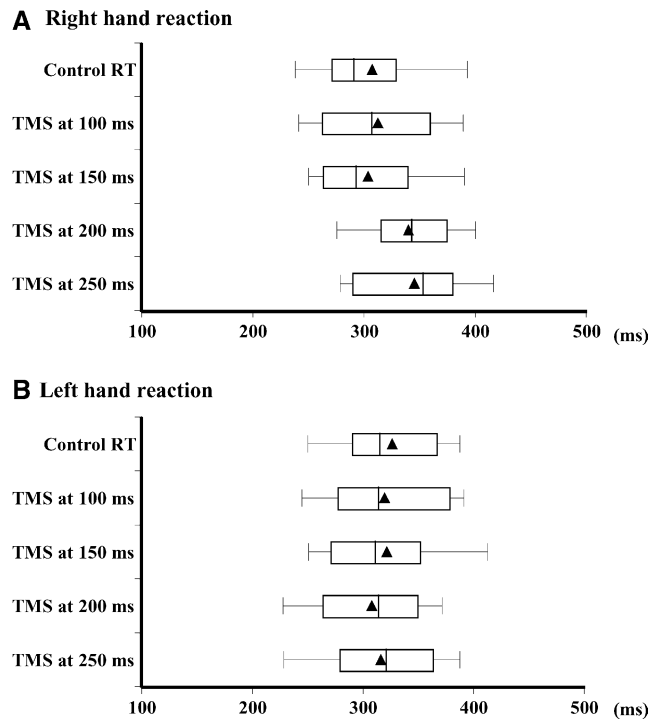 A Right hand reaction
Control RT
TMS at 100 ms
TMS at 150 ms
TMS at 200 ms
TMS at 250 ms
100 200 300 400 500 (ms)
B Left hand reaction
Control RT
TMS at 100 ms
TMS at 150 ms
TMS at 200 ms
TMS at 250 ms
100 200 300 400 500 (ms)